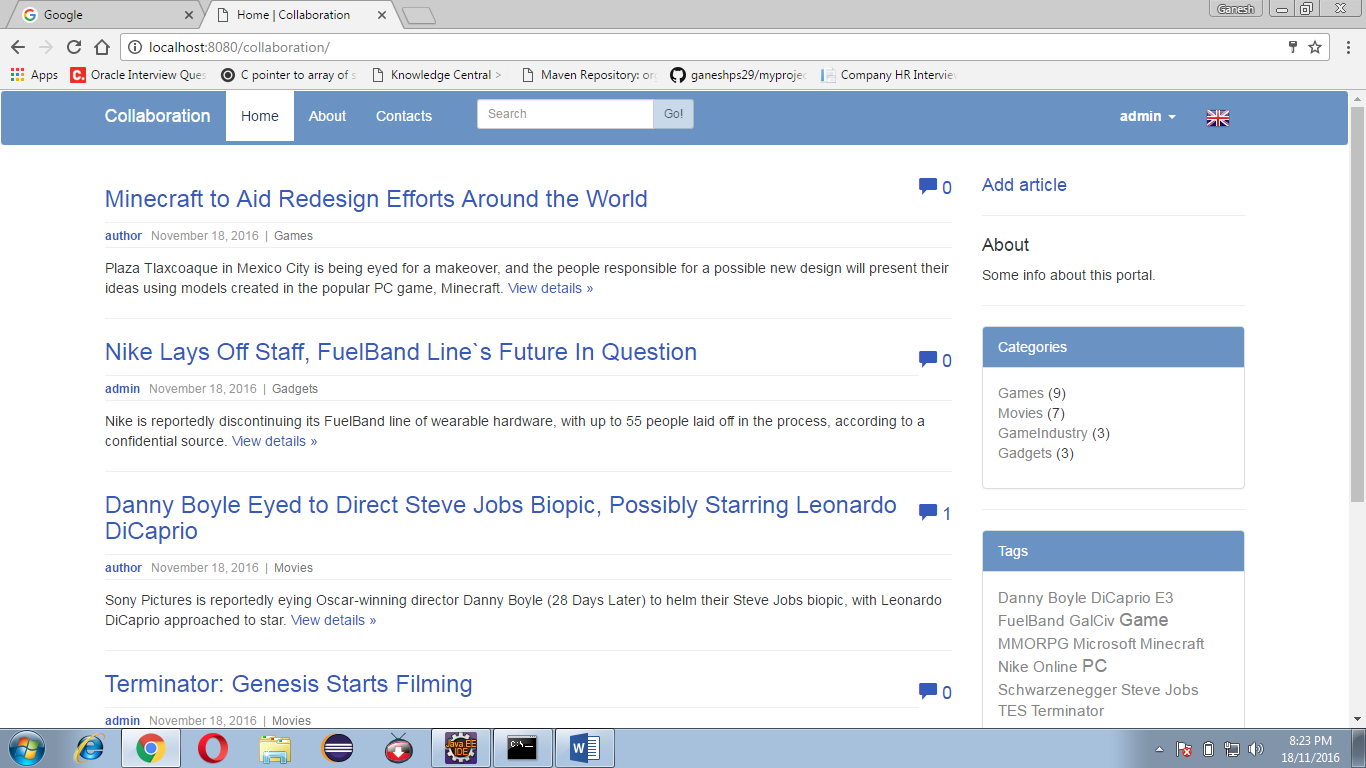 Google
Home | Collaboration
Ganesh
localhost:8080/collaboration/
Apps
Oracle Interview Ques
C pointer to array of s
Knowledge Central >
Maven Repository: or
ganeshps29/myproje
Company HR Intervie
Collaboration
Home
About
Contacts
Search
Go!
admin
Minecraft to Aid Redesign Efforts Around the World
0
author November 18, 2016 | Games
Plaza Tlaxcoaque in Mexico City is being eyed for a makeover, and the people responsible for a possible new design will present their
ideas using models created in the popular PC game, Minecraft. View details »
Nike Lays Off Staff, FuelBand Line`s Future In Question
0
admin November 18, 2016 | Gadgets
Nike is reportedly discontinuing its FuelBand line of wearable hardware, with up to 55 people laid off in the process, according to a
confidential source. View details »
Danny Boyle Eyed to Direct Steve Jobs Biopic, Possibly Starring Leonardo
DiCaprio
1
author November 18, 2016 | Movies
Sony Pictures is reportedly eying Oscar-winning director Danny Boyle (28 Days Later) to helm their Steve Jobs biopic, with Leonardo
DiCaprio approached to star. View details »
Terminator: Genesis Starts Filming
0
admin November 18, 2016 | Movies
Add article
About
Some info about this portal.
Categories
Games (9)
Movies (7)
GameIndustry (3)
Gadgets (3)
Tags
Danny Boyle DiCaprio E3
FuelBand GalCiv Game
MMORPG Microsoft Minecraft
Nike Online PC
Schwarzenegger Steve Jobs
TES Terminator
Java EE
IDE
C:\
8:23 PM
18/11/2016